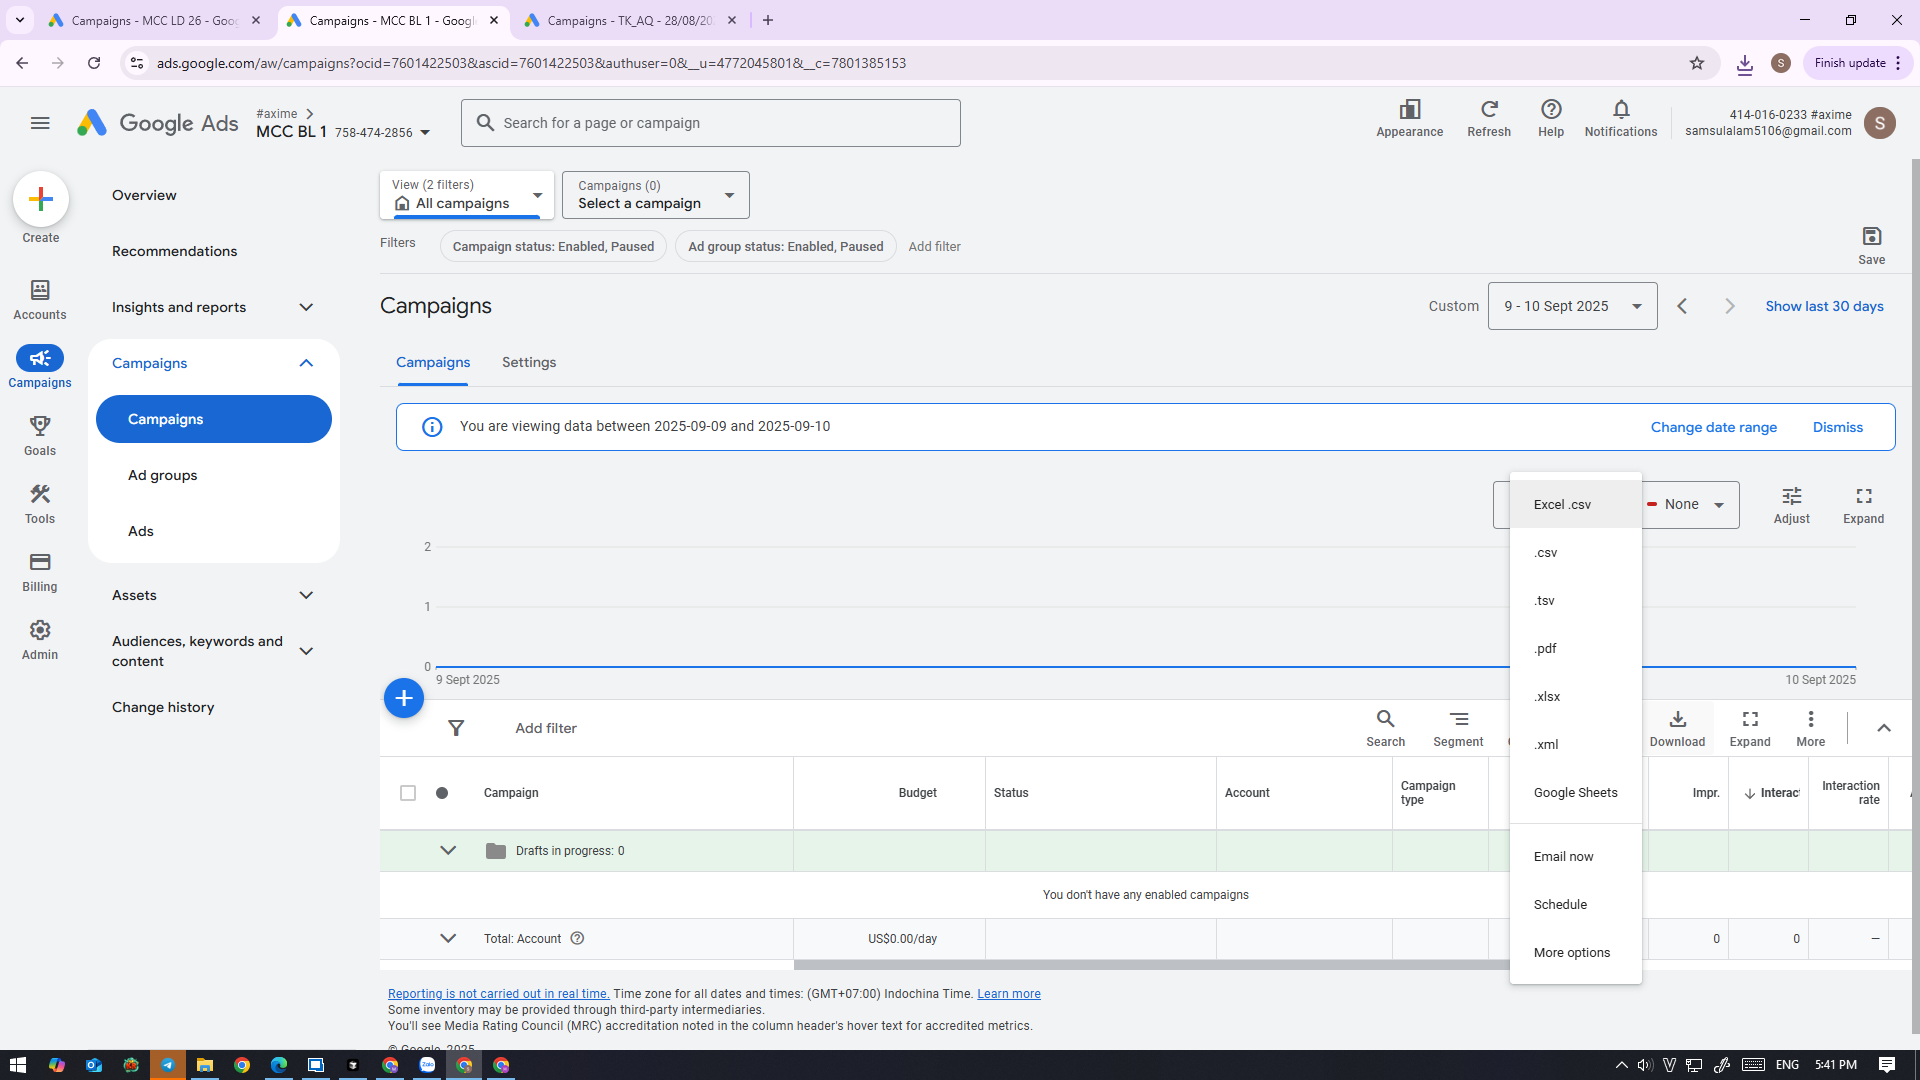 Campaigns - MCC LD 26 - Goog
Campaigns - MCC BL 1 - Googl
Campaigns - TK_AQ - 28/08/20
ads.google.com/aw/campaigns?ocid=7601422503&ascid=7601422503&authuser=0&__u=4772045801&__c=7801385153
S
Finish update
Google Ads
#axime
MCC BL 1 758-474-2856
Search for a page or campaign
Appearance
Refresh
Help
Notifications
414-016-0233 #axime
samsulalam5106@gmail.com
S
Create
Accounts
Campaigns
Goals
Tools
Billing
Admin
Overview
Recommendations
Insights and reports
Campaigns
Campaigns
Ad groups
Ads
Assets
Audiences, keywords and
content
Change history
View (2 filters)
All campaigns
Campaigns (0)
Select a campaign
Filters
Campaign status: Enabled, Paused
Ad group status: Enabled, Paused
Add filter
Save
Campaigns
Custom
9 - 10 Sept 2025
Show last 30 days
Campaigns
Settings
You are viewing data between 2025-09-09 and 2025-09-10
Change date range
Dismiss
None
Adjust
Expand
2
1
0
9 Sept 2025
10 Sept 2025
Excel .csv
.csv
.tsv
.pdf
.xlsx
.xml
Google Sheets
Email now
Schedule
More options
Add filter
Search
Segment
Download
Expand
More
Campaign
Budget
Status
Account
Campaign
type
Impr.
Interac
Interaction
rate
Drafts in progress: 0
You don't have any enabled campaigns
Total: Account
US$0.00/day
0
0
—
Reporting is not carried out in real time. Time zone for all dates and times: (GMT+07:00) Indochina Time. Learn more
Some inventory may be provided through third-party intermediaries.
You'll see Media Rating Council (MRC) accreditation noted in the column header's hover text for accredited metrics.
© Google, 2025
Zalo
ENG
5:41 PM